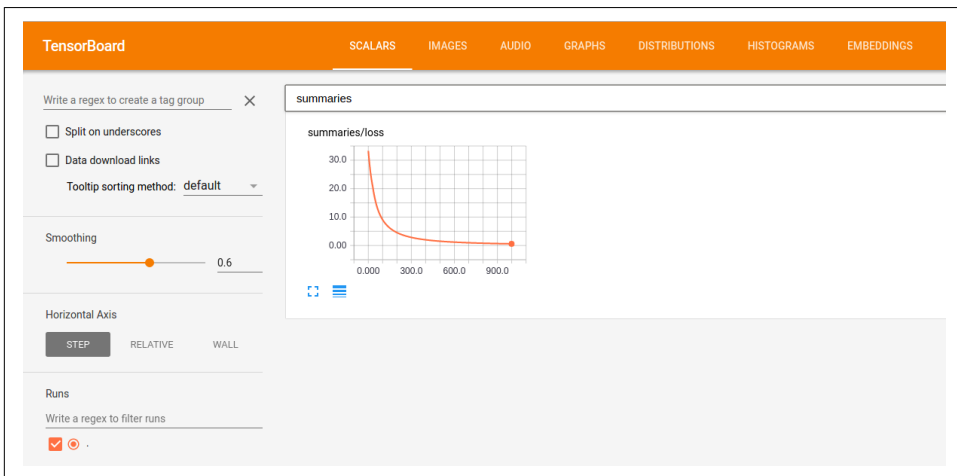 TensorBoard
SCALARS IMAGES AUDIO GRAPHS DISTRIBUTIONS HISTOGRAMS EMBEDDINGS
Write a regex to create a tag group
Split on underscores
Data download links
Tooltip sorting method: default
Smoothing
0.6
Horizontal Axis
STEP RELATIVE WALL
Runs
Write a regex to filter runs
.
summaries
summaries/loss
30.0
20.0
10.0
0.00
0.000 300.0 600.0 900.0